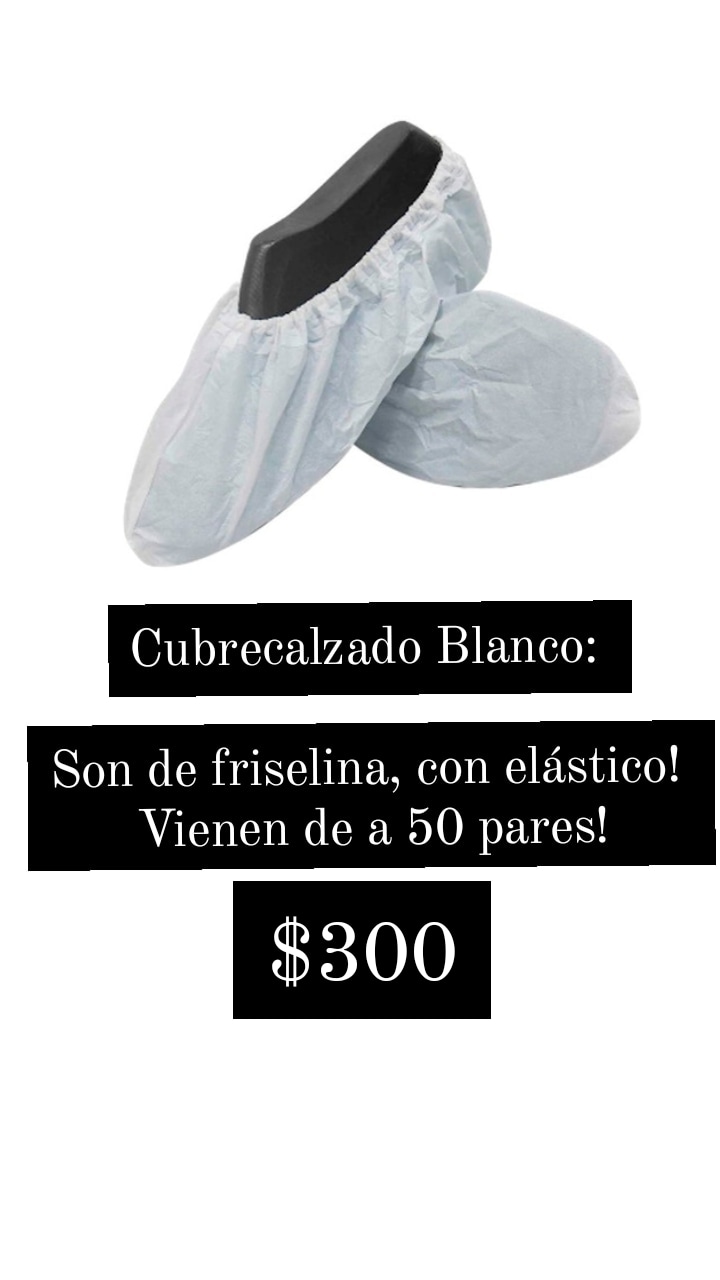 Cubrecalzado Blanco:
Son de friselina, con elástico!
Vienen de a 50 pares!
$300